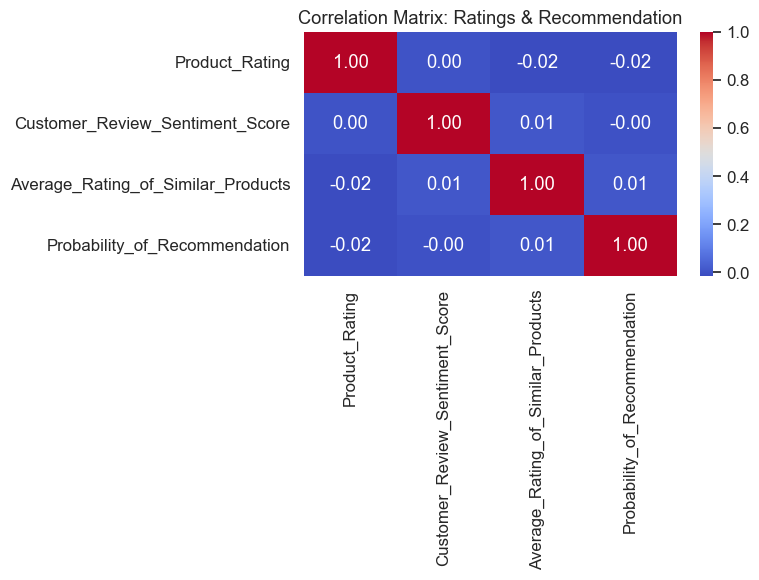 Correlation Matrix: Ratings & Recommendation
Product_Rating 1.00 0.00 -0.02 -0.02
Customer_Review_Sentiment_Score 0.00 1.00 0.01 -0.00
Average_Rating_of_Similar_Products -0.02 0.01 1.00 0.01
Probability_of_Recommendation -0.02 -0.00 0.01 1.00
Product_Rating
Customer_Review_Sentiment_Score
Average_Rating_of_Similar_Products
Probability_of_Recommendation
1.0
0.8
0.6
0.4
0.2
0.0